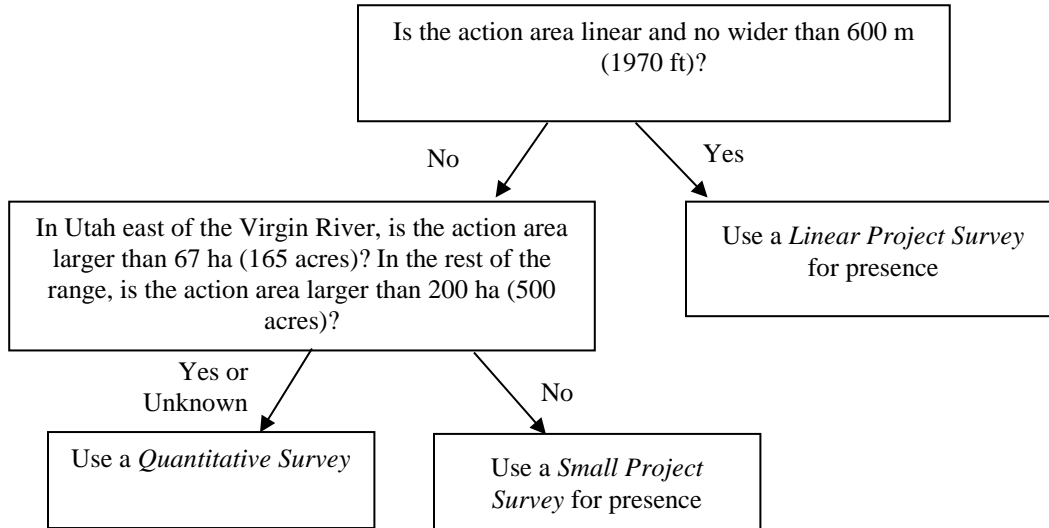 Is the action area linear and no wider than 600 m
(1970 ft)?
No
Yes
In Utah east of the Virgin River, is the action area
larger than 67 ha (165 acres)? In the rest of the
range, is the action area larger than 200 ha (500
acres)?
Use a Linear Project Survey
for presence
Yes or
Unknown
No
Use a Quantitative Survey
Use a Small Project
Survey for presence